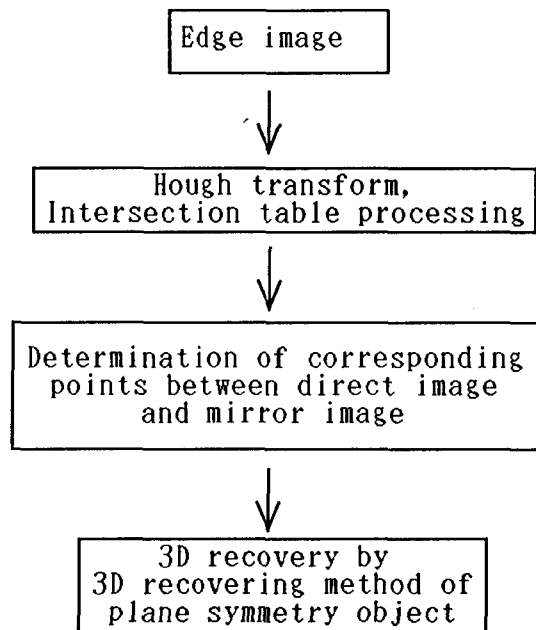 Edge image
Hough transform,
Intersection table processing
Determination of corresponding
points between direct image
and mirror image
3D recovery by
3D recovering method of
plane symmetry object